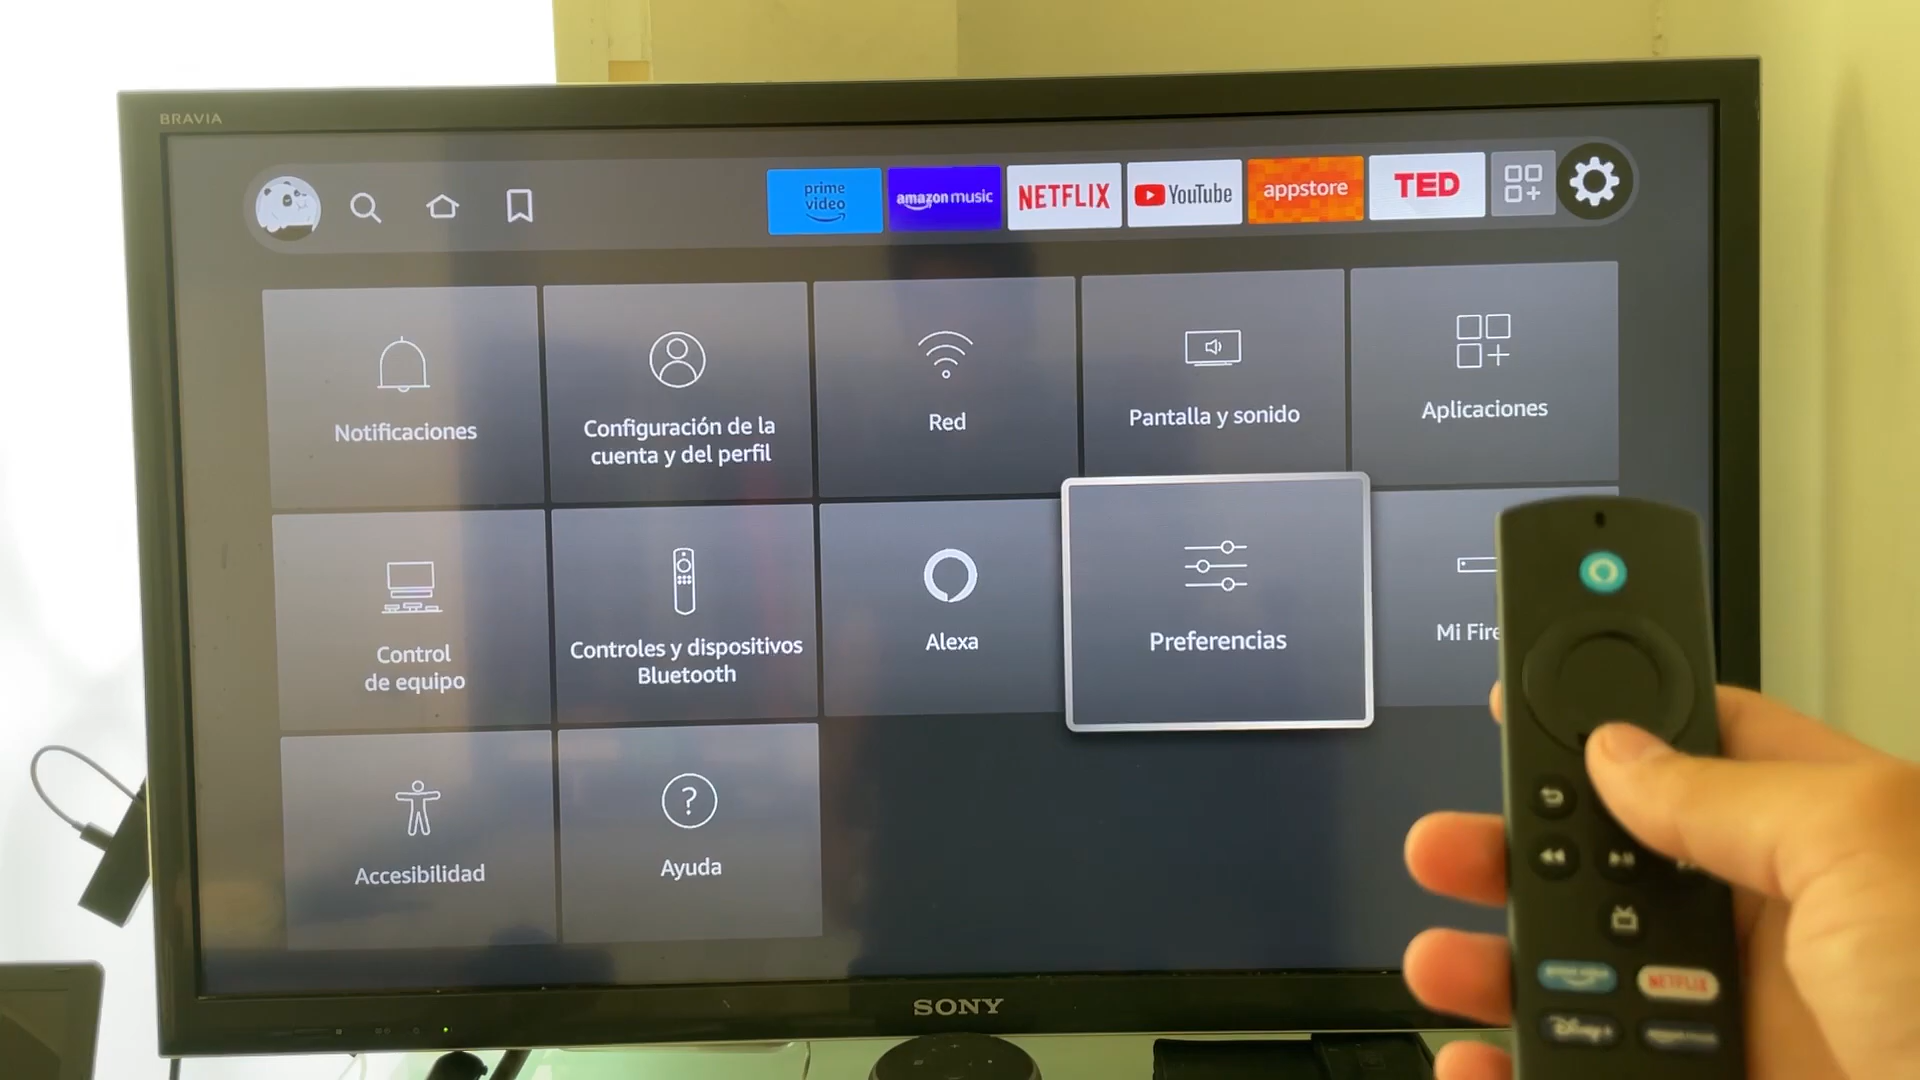 BRAVIA
prime
video
amazon music
NETFLIX
YouTube
appstore
TED
Notificaciones
Configuración de la
cuenta y del perfil
Red
Pantalla y sonido
Aplicaciones
Control
de equipo
Controles y dispositivos
Bluetooth
Alexa
Preferencias
Mi Fire
Accesibilidad
?
Ayuda
SONY
NETFLIX
Disney+